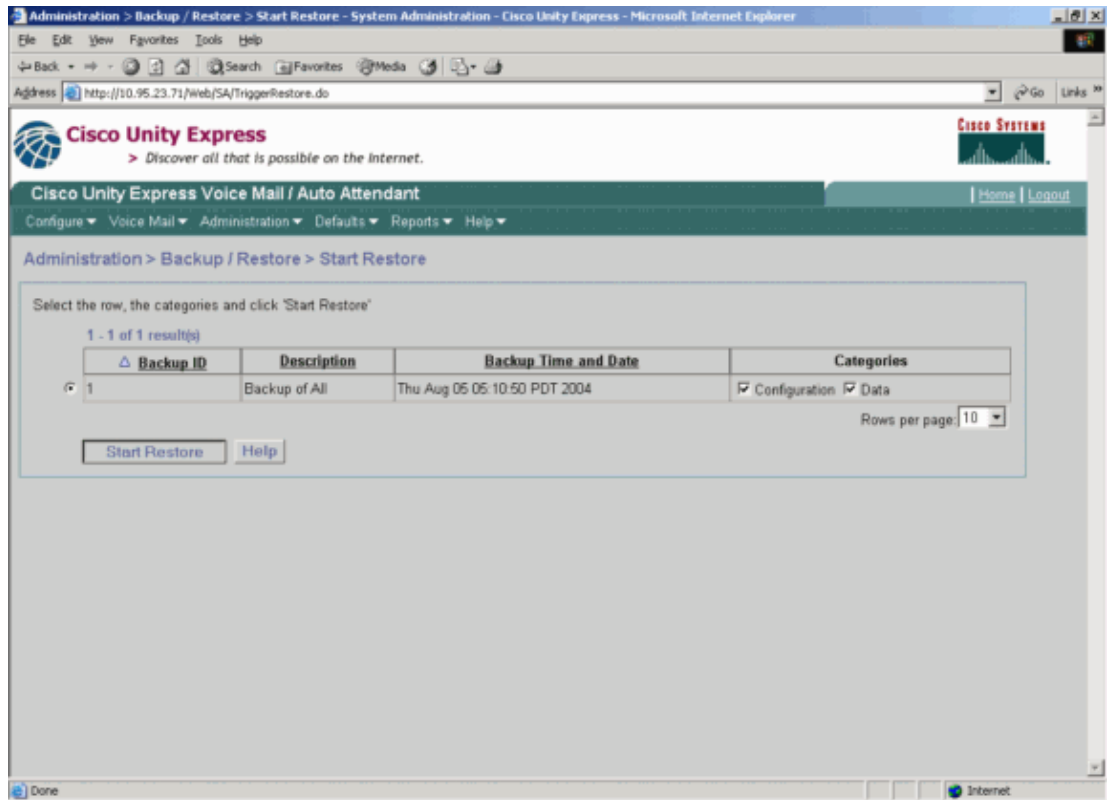 Administration > Backup / Restore > Start Restore - System Administration - Cisco Unity Express - Microsoft Internet Explorer
File Edit View Favorites Tools Help
Back Search Favorites Media
Address http://10.95.23.71/Web/SA/TriggerRestore.do Go Links »
Cisco Unity Express
> Discover all that is possible on the Internet.
CISCO SYSTEMS
Cisco Unity Express Voice Mail / Auto Attendant
Home | Logout
Configure Voice Mail Administration Defaults Reports Help
Administration > Backup / Restore > Start Restore
Select the row, the categories and click 'Start Restore'
1 - 1 of 1 result(s)
Backup ID Description Backup Time and Date Categories
1 Backup of All Thu Aug 05 05:10:50 PDT 2004 Configuration Data
Rows per page: 10
Start Restore Help
Done Internet